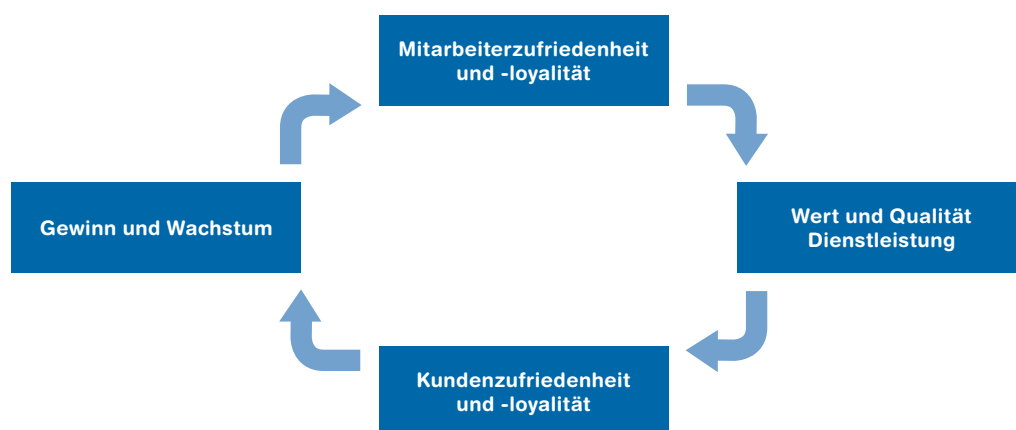 Mitarbeiterzufriedenheit
und -loyalität
Gewinn und Wachstum
Wert und Qualität
Dienstleistung
Kundenzufriedenheit
und -loyalität